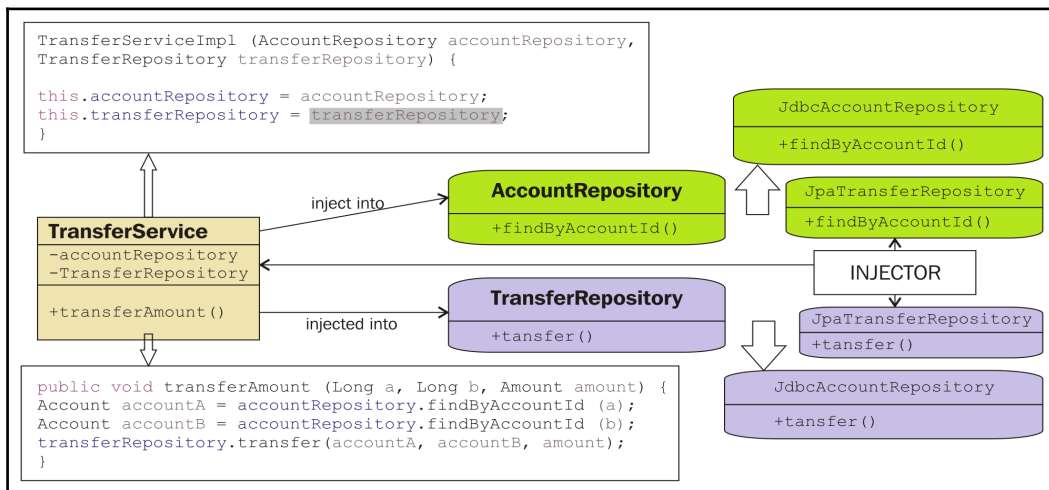 TransferServiceImpl (AccountRepository accountRepository,
TransferRepository transferRepository) {
this.accountRepository = accountRepository;
this.transferRepository = transferRepository;
}
JdbcAccountRepository
+findByAccountId()
AccountRepository
+findByAccountId()
inject into
JpaTransferRepository
+findByAccountId()
TransferService
-accountRepository
-TransferRepository
+transferAmount()
INJECTOR
TransferRepository
+tansfer()
injected into
JpaTransferRepository
+tansfer()
JdbcAccountRepository
+tansfer()
public void transferAmount (Long a, Long b, Amount amount) {
Account accountA = accountRepository.findByAccountId (a);
Account accountB = accountRepository.findByAccountId (b);
transferRepository.transfer(accountA, accountB, amount);
}